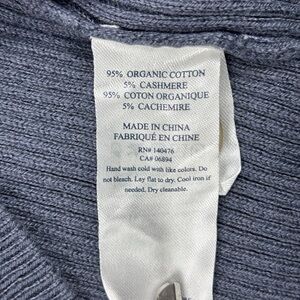 95% ORGANIC COTTON
5% CASHMERE
95% COTON ORGANIQUE
5% CACHEMIRE
MADE IN CHINA
FABRIQUÉ EN CHINE
RN# 140476
CA# 06894
Hand wash cold with like colors. Do
not bleach. Lay flat to dry. Cool iron if
needed. Dry cleanable.